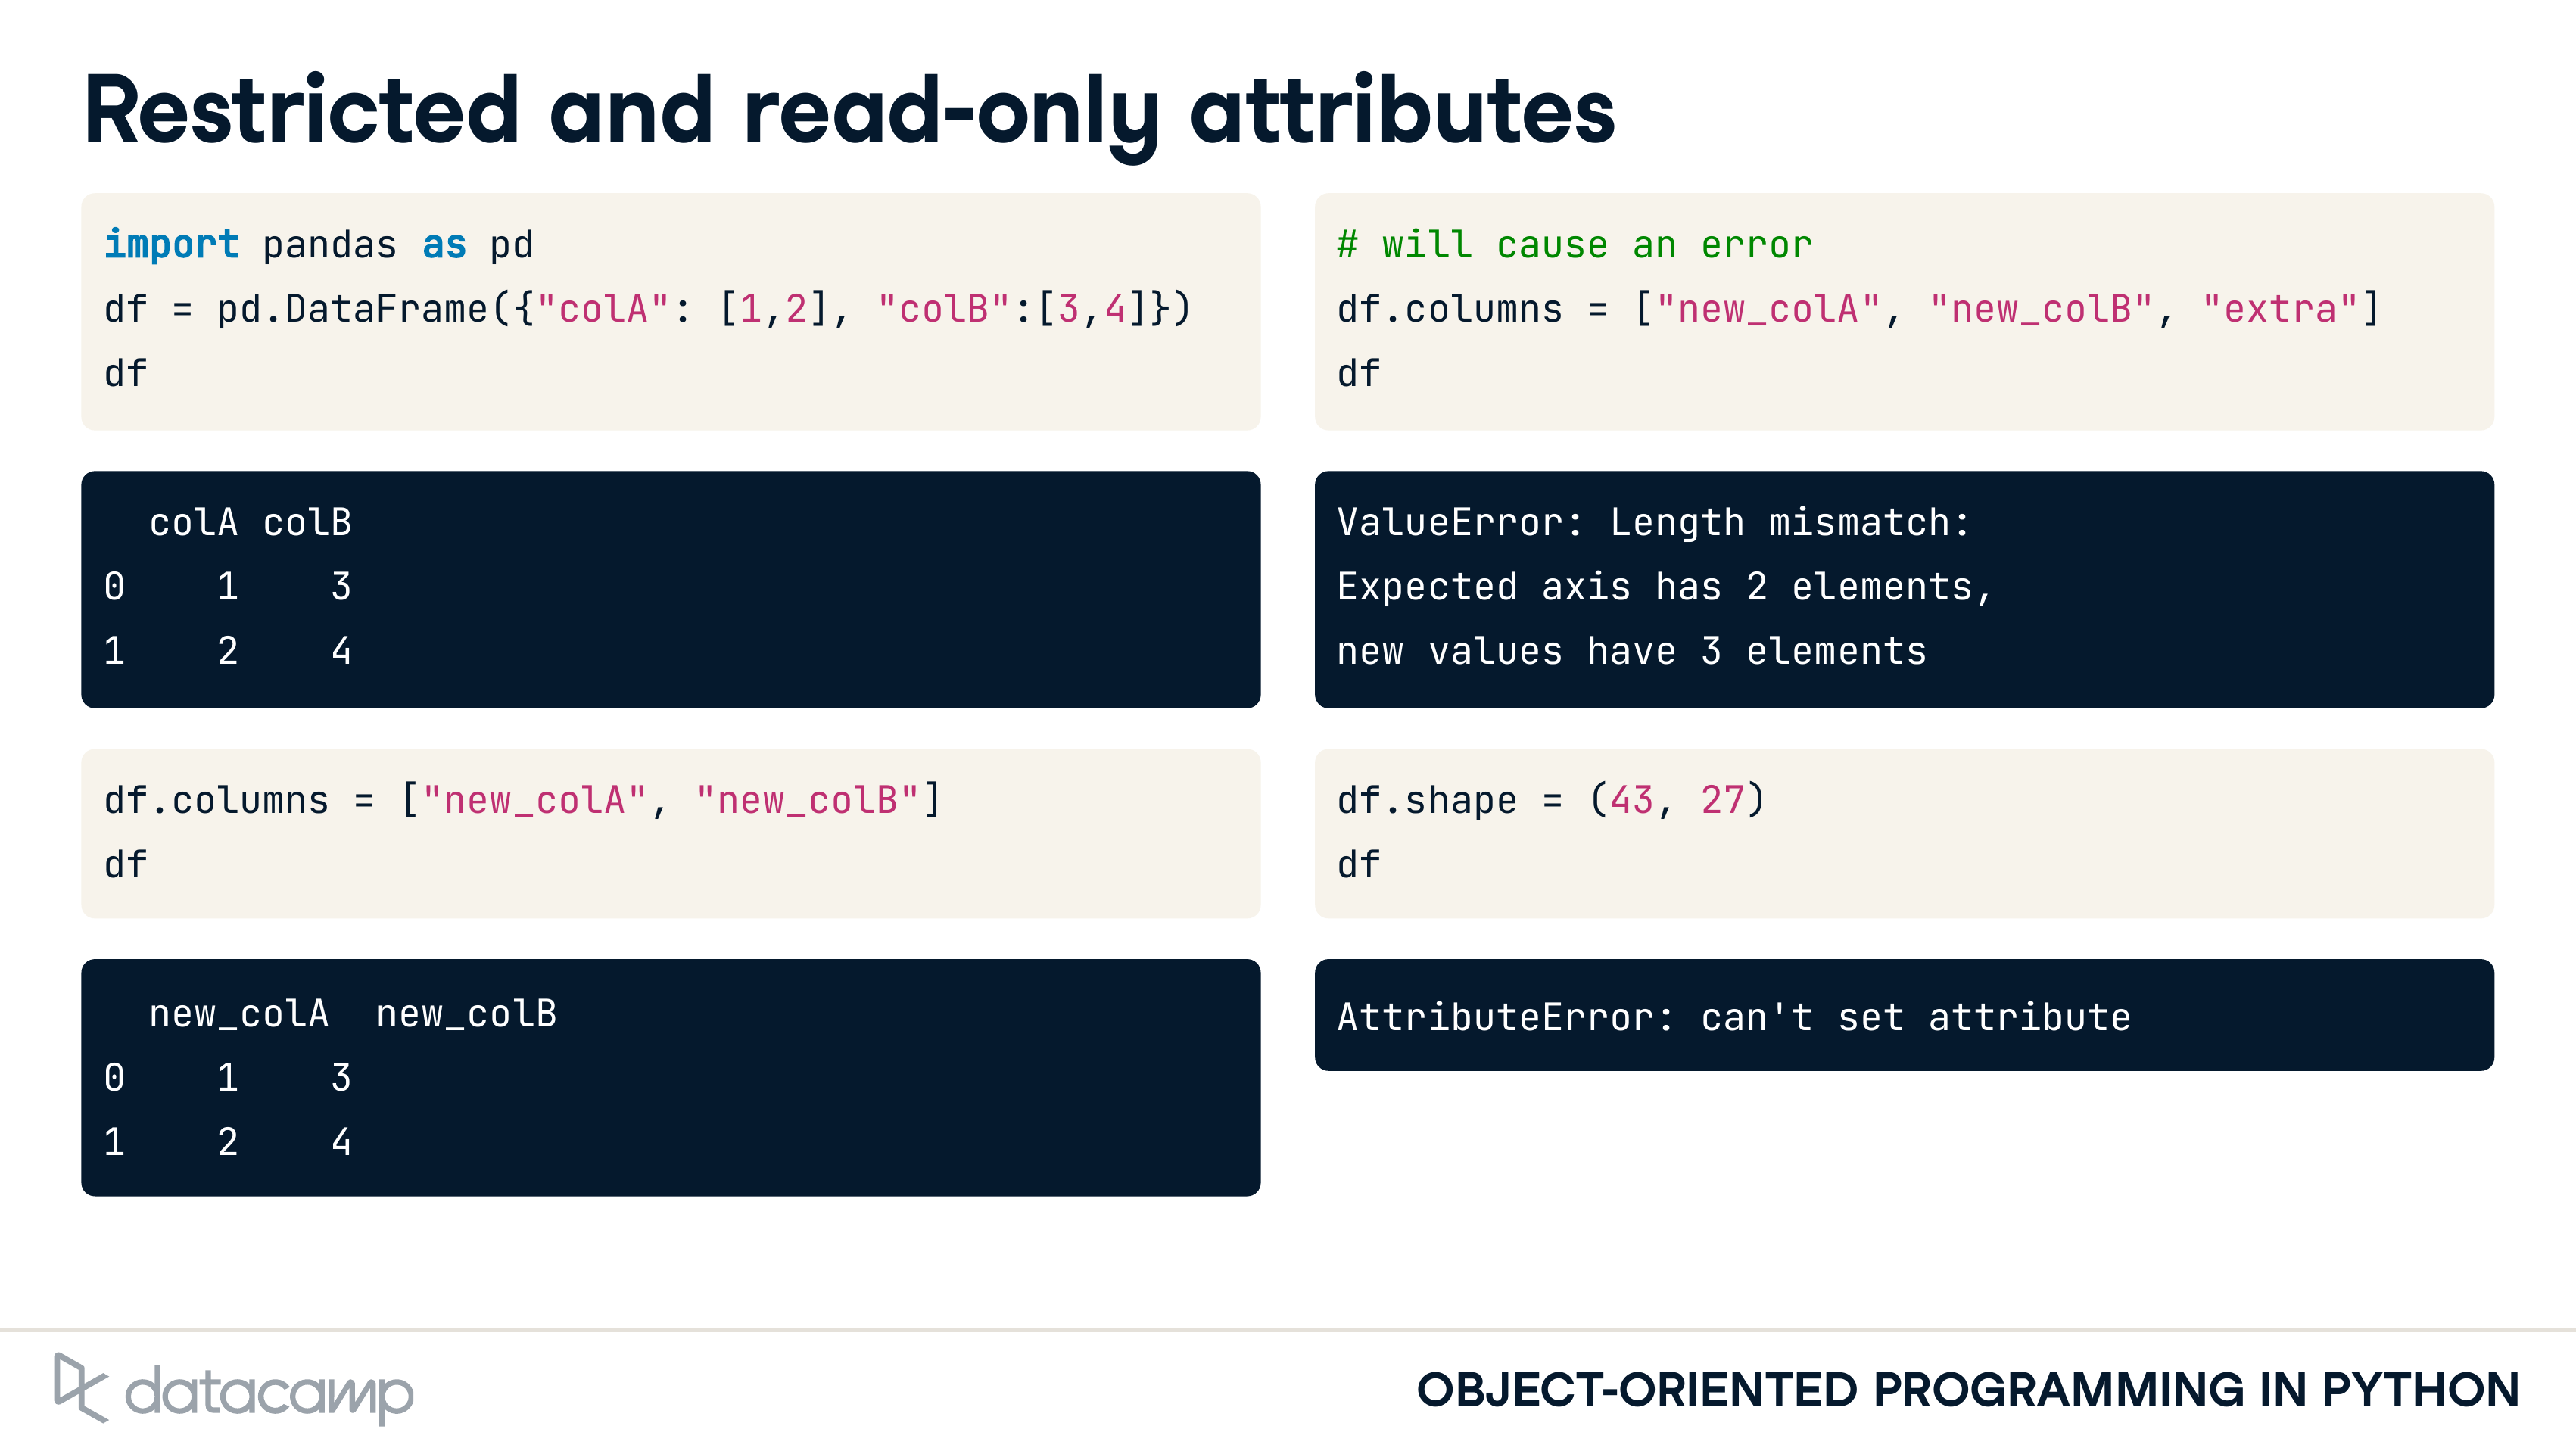 Restricted and read-only attributes
import pandas as pd
df = pd.DataFrame({"colA": [1,2], "colB":[3,4]})
df
  colA colB
0    1    3
1    2    4
df.columns = ["new_colA", "new_colB"]
df
  new_colA  new_colB
0    1    3
1    2    4
# will cause an error
df.columns = ["new_colA", "new_colB", "extra"]
df
ValueError: Length mismatch:
Expected axis has 2 elements,
new values have 3 elements
df.shape = (43, 27)
df
AttributeError: can't set attribute
datacamp
OBJECT-ORIENTED PROGRAMMING IN PYTHON